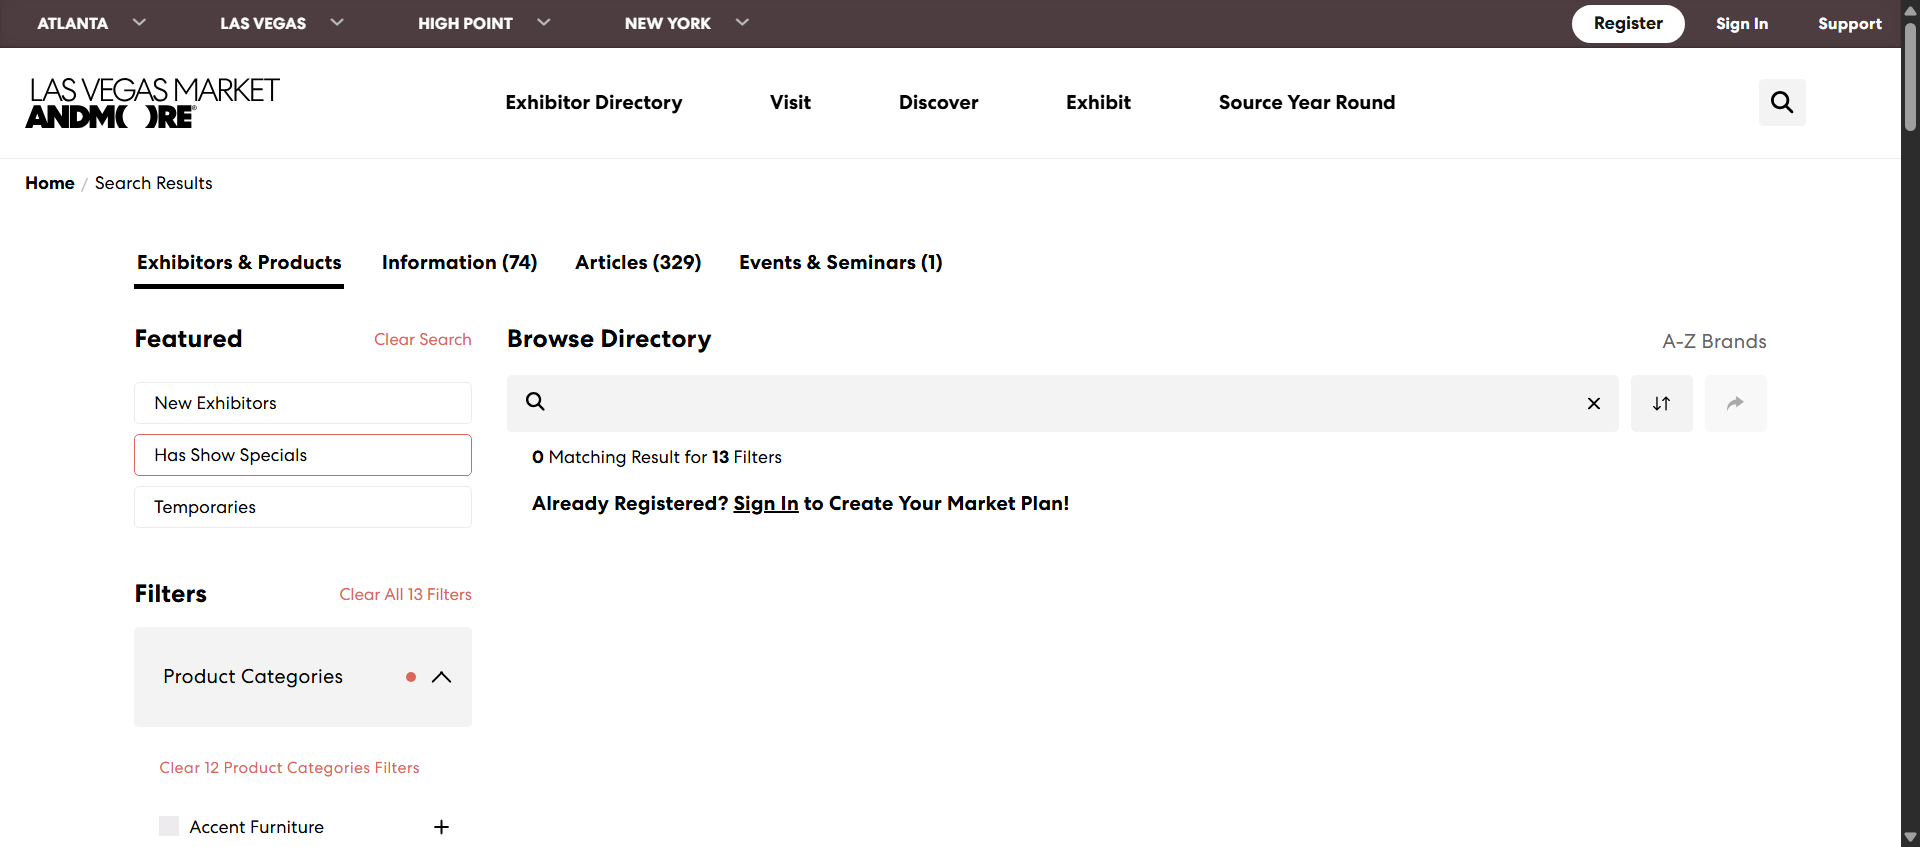 ATLANTA LAS VEGAS HIGH POINT NEW YORK Register Sign In Support
LAS VEGAS MARKET
ANDMORE®
Exhibitor Directory Visit Discover Exhibit Source Year Round
Home / Search Results
Exhibitors & Products Information (74) Articles (329) Events & Seminars (1)
Featured Clear Search
New Exhibitors
Has Show Specials
Temporaries
Filters Clear All 13 Filters
Product Categories
Clear 12 Product Categories Filters
Accent Furniture
Browse Directory A-Z Brands
0 Matching Result for 13 Filters
Already Registered? Sign In to Create Your Market Plan!